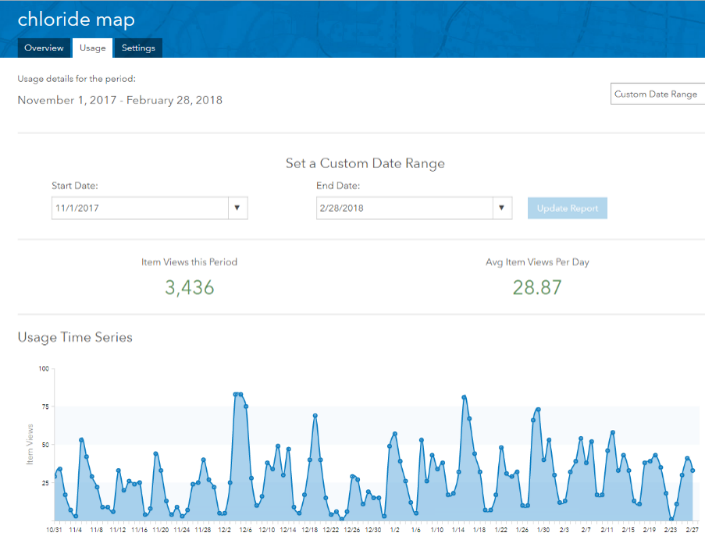 chloride map
Overview Usage Settings
Usage details for the period:
November 1, 2017 - February 28, 2018
Custom Date Range
Set a Custom Date Range
Start Date: End Date:
11/1/2017 2/28/2018 Update Report
Item Views this Period Avg Item Views Per Day
3,436 28.87
Usage Time Series
100
75
50
25
Item Views
10/31 11/4 11/8 11/12 11/16 11/20 11/24 11/28 12/2 12/6 12/10 12/14 12/18 12/22 12/26 12/30 1/2 1/6 1/10 1/14 1/18 1/22 1/26 1/30 2/3 2/7 2/11 2/15 2/19 2/23 2/27